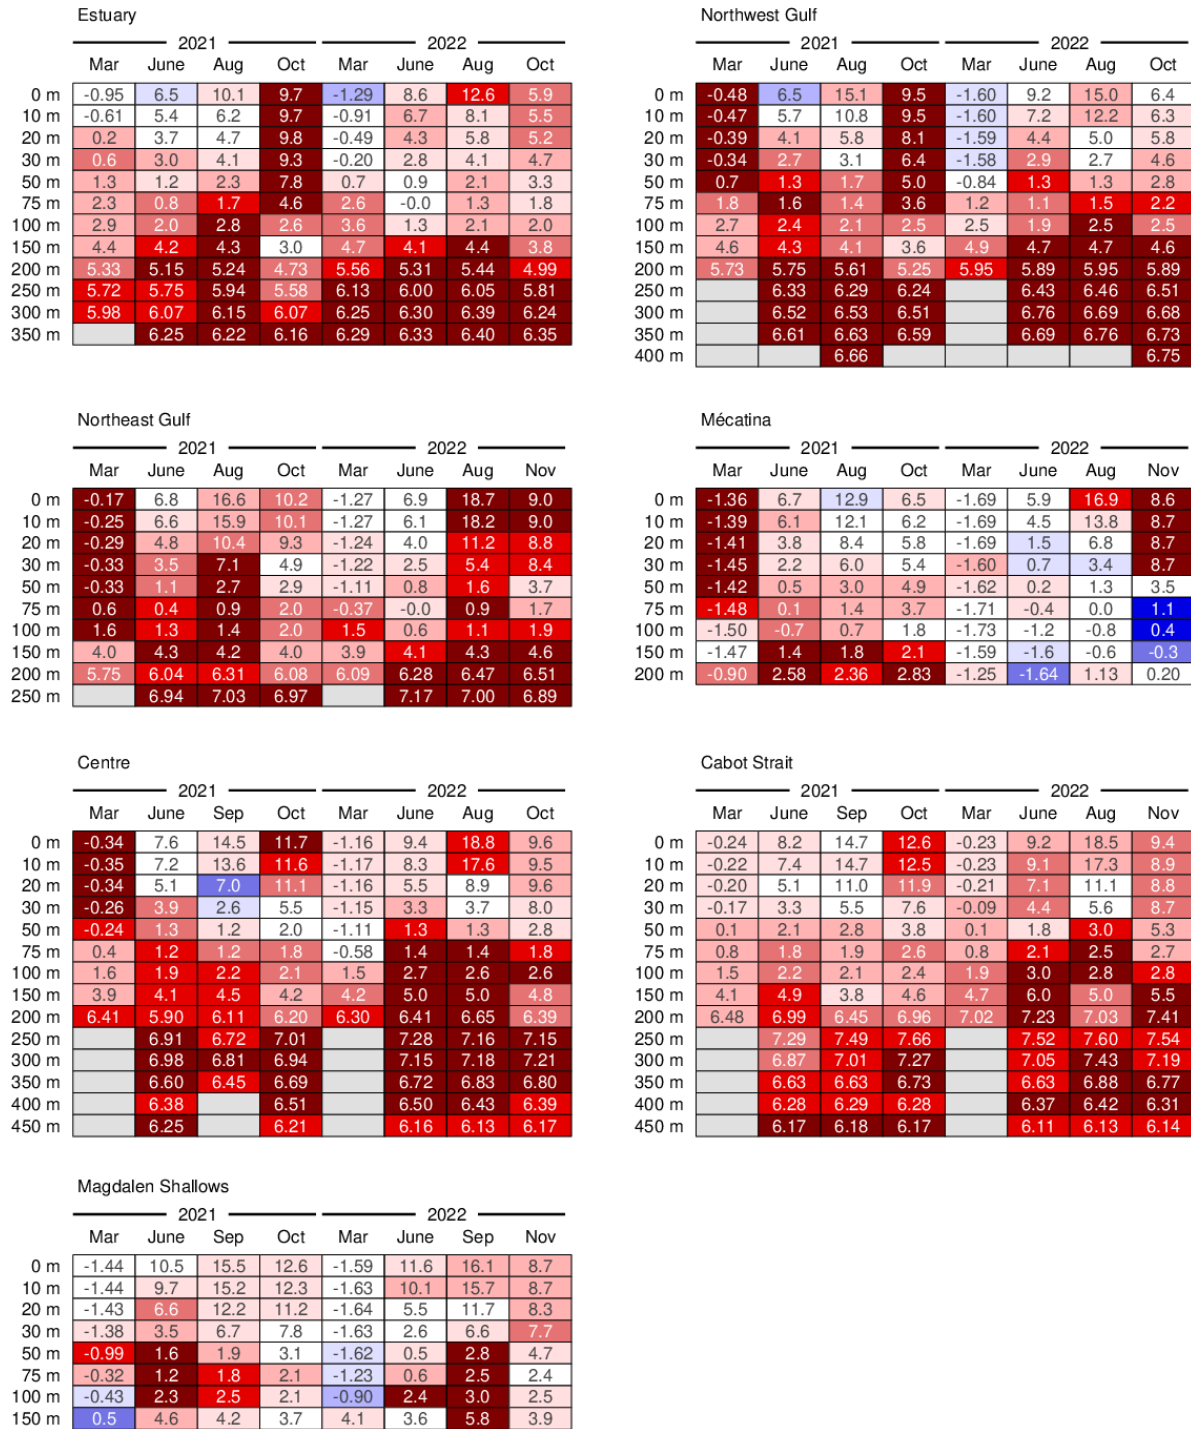 Estuary
2021 2022
Mar June Aug Oct Mar June Aug Oct
0 m -0.95 6.5 10.1 9.7 -1.29 8.6 12.6 5.9
10 m -0.61 5.4 6.2 9.7 -0.91 6.7 8.1 5.5
20 m 0.2 3.7 4.7 9.8 -0.49 4.3 5.8 5.2
30 m 0.6 3.0 4.1 9.3 -0.20 2.8 4.1 4.7
50 m 1.3 1.2 2.3 7.8 0.7 0.9 2.1 3.3
75 m 2.3 0.8 1.7 4.6 2.6 -0.0 1.3 1.8
100 m 2.9 2.0 2.8 2.6 3.6 1.3 2.1 2.0
150 m 4.4 4.2 4.3 3.0 4.7 4.1 4.4 3.8
200 m 5.33 5.15 5.24 4.73 5.56 5.31 5.44 4.99
250 m 5.72 5.75 5.94 5.58 6.13 6.00 6.05 5.81
300 m 5.98 6.07 6.15 6.07 6.25 6.30 6.39 6.24
350 m 6.25 6.22 6.16 6.29 6.33 6.40 6.35
Northwest Gulf
2021 2022
Mar June Aug Oct Mar June Aug Oct
0 m -0.48 6.5 15.1 9.5 -1.60 9.2 15.0 6.4
10 m -0.47 5.7 10.8 9.5 -1.60 7.2 12.2 6.3
20 m -0.39 4.1 5.8 8.1 -1.59 4.4 5.0 5.8
30 m -0.34 2.7 3.1 6.4 -1.58 2.9 2.7 4.6
50 m 0.7 1.3 1.7 5.0 -0.84 1.3 1.3 2.8
75 m 1.8 1.6 1.4 3.6 1.2 1.1 1.5 2.2
100 m 2.7 2.4 2.1 2.5 2.5 1.9 2.5 2.5
150 m 4.6 4.3 4.1 3.6 4.9 4.7 4.7 4.6
200 m 5.73 5.75 5.61 5.25 5.95 5.89 5.95 5.89
250 m 6.33 6.29 6.24 6.43 6.46 6.51
300 m 6.52 6.53 6.51 6.76 6.69 6.68
350 m 6.61 6.63 6.59 6.69 6.76 6.73
400 m 6.66 6.75
Northeast Gulf
2021 2022
Mar June Aug Oct Mar June Aug Nov
0 m -0.17 6.8 16.6 10.2 -1.27 6.9 18.7 9.0
10 m -0.25 6.6 15.9 10.1 -1.27 6.1 18.2 9.0
20 m -0.29 4.8 10.4 9.3 -1.24 4.0 11.2 8.8
30 m -0.33 3.5 7.1 4.9 -1.22 2.5 5.4 8.4
50 m -0.33 1.1 2.7 2.9 -1.11 0.8 1.6 3.7
75 m 0.6 0.4 0.9 2.0 -0.37 -0.0 0.9 1.7
100 m 1.6 1.3 1.4 2.0 1.5 0.6 1.1 1.9
150 m 4.0 4.3 4.2 4.0 3.9 4.1 4.3 4.6
200 m 5.75 6.04 6.31 6.08 6.09 6.28 6.47 6.51
250 m 6.94 7.03 6.97 7.17 7.00 6.89
Mécatina
2021 2022
Mar June Aug Oct Mar June Aug Nov
0 m -1.36 6.7 12.9 6.5 -1.69 5.9 16.9 8.6
10 m -1.39 6.1 12.1 6.2 -1.69 4.5 13.8 8.7
20 m -1.41 3.8 8.4 5.8 -1.69 1.5 6.8 8.7
30 m -1.45 2.2 6.0 5.4 -1.60 0.7 3.4 8.7
50 m -1.42 0.5 3.0 4.9 -1.62 0.2 1.3 3.5
75 m -1.48 0.1 1.4 3.7 -1.71 -0.4 0.0 1.1
100 m -1.50 -0.7 0.7 1.8 -1.73 -1.2 -0.8 0.4
150 m -1.47 1.4 1.8 2.1 -1.59 -1.6 -0.6 -0.3
200 m -0.90 2.58 2.36 2.83 -1.25 -1.64 1.13 0.20
Centre
2021 2022
Mar June Sep Oct Mar June Aug Oct
0 m -0.34 7.6 14.5 11.7 -1.16 9.4 18.8 9.6
10 m -0.35 7.2 13.6 11.6 -1.17 8.3 17.6 9.5
20 m -0.34 5.1 7.0 11.1 -1.16 5.5 8.9 9.6
30 m -0.26 3.9 2.6 5.5 -1.15 3.3 3.7 8.0
50 m -0.24 1.3 1.2 2.0 -1.11 1.3 1.3 2.8
75 m 0.4 1.2 1.2 1.8 -0.58 1.4 1.4 1.8
100 m 1.6 1.9 2.2 2.1 1.5 2.7 2.6 2.6
150 m 3.9 4.1 4.5 4.2 4.2 5.0 5.0 4.8
200 m 6.41 5.90 6.11 6.20 6.30 6.41 6.65 6.39
250 m 6.91 6.72 7.01 7.28 7.16 7.15
300 m 6.98 6.81 6.94 7.15 7.18 7.21
350 m 6.60 6.45 6.69 6.72 6.83 6.80
400 m 6.38 6.51 6.50 6.43 6.39
450 m 6.25 6.21 6.16 6.13 6.17
Cabot Strait
2021 2022
Mar June Sep Oct Mar June Aug Nov
0 m -0.24 8.2 14.7 12.6 -0.23 9.2 18.5 9.4
10 m -0.22 7.4 14.7 12.5 -0.23 9.1 17.3 8.9
20 m -0.20 5.1 11.0 11.9 -0.21 7.1 11.1 8.8
30 m -0.17 3.3 5.5 7.6 -0.09 4.4 5.6 8.7
50 m 0.1 2.1 2.8 3.8 0.1 1.8 3.0 5.3
75 m 0.8 1.8 1.9 2.6 0.8 2.1 2.5 2.7
100 m 1.5 2.2 2.1 2.4 1.9 3.0 2.8 2.8
150 m 4.1 4.9 3.8 4.6 4.7 6.0 5.0 5.5
200 m 6.48 6.99 6.45 6.96 7.02 7.23 7.03 7.41
250 m 7.29 7.49 7.66 7.52 7.60 7.54
300 m 6.87 7.01 7.27 7.05 7.43 7.19
350 m 6.63 6.63 6.73 6.63 6.88 6.77
400 m 6.28 6.29 6.28 6.37 6.42 6.31
450 m 6.17 6.18 6.17 6.11 6.13 6.14
Magdalen Shallows
2021 2022
Mar June Sep Oct Mar June Sep Nov
0 m -1.44 10.5 15.5 12.6 -1.59 11.6 16.1 8.7
10 m -1.44 9.7 15.2 12.3 -1.63 10.1 15.7 8.7
20 m -1.43 6.6 12.2 11.2 -1.64 5.5 11.7 8.3
30 m -1.38 3.5 6.7 7.8 -1.63 2.6 6.6 7.7
50 m -0.99 1.6 1.9 3.1 -1.62 0.5 2.8 4.7
75 m -0.32 1.2 1.8 2.1 -1.23 0.6 2.5 2.4
100 m -0.43 2.3 2.5 2.1 -0.90 2.4 3.0 2.5
150 m 0.5 4.6 4.2 3.7 4.1 3.6 5.8 3.9